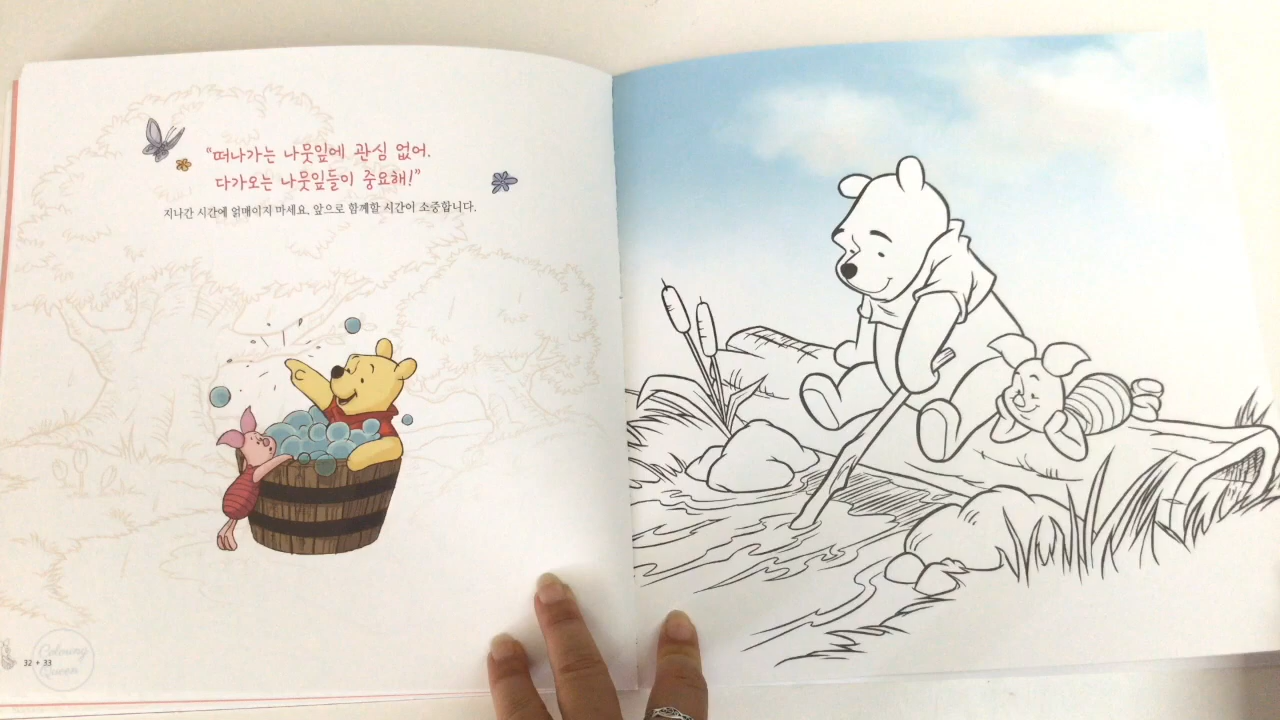 “떠나가는 나뭇잎에 관심 없어.
다가오는 나뭇잎들이 중요해!”
지나간 시간에 얽매이지 마세요. 앞으로 함께할 시간이 소중합니다.
32 + 33
Colouring
Queen